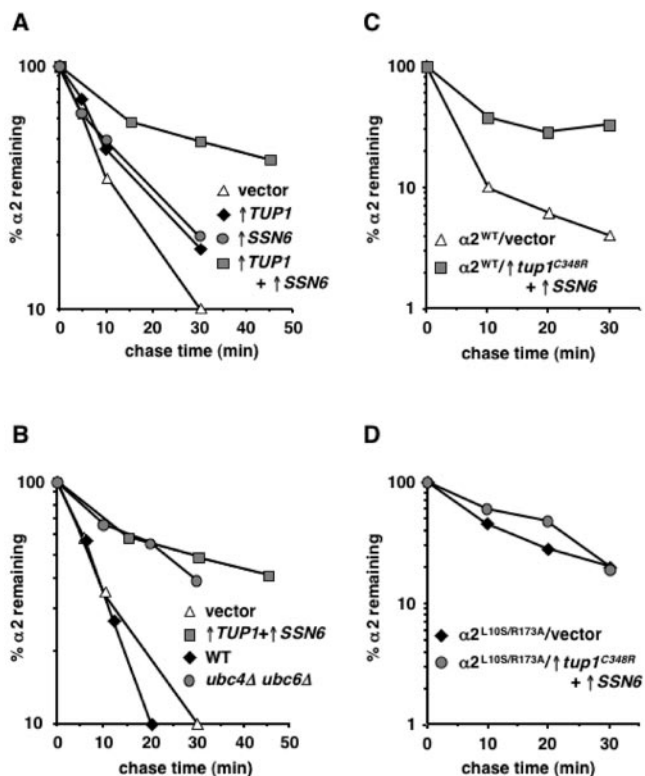 A
% α2 remaining
100
10
0 10 20 30 40 50
chase time (min)
vector
↑TUP1
↑SSN6
↑TUP1
+ ↑SSN6
C
% α2 remaining
100
10
1
0 10 20 30
chase time (min)
α2ᵂᵀ/vector
α2ᵂᵀ/↑tup1ꟲ³⁴⁸ᴿ
+ ↑SSN6
B
% α2 remaining
100
10
0 10 20 30 40 50
chase time (min)
vector
↑TUP1+↑SSN6
WT
ubc4Δ ubc6Δ
D
% α2 remaining
100
10
1
0 10 20 30
chase time (min)
α2ᴸ¹⁰ˢ/ᴿ¹⁷³ᴬ/vector
α2ᴸ¹⁰ˢ/ᴿ¹⁷³ᴬ/↑tup1ꟲ³⁴⁸ᴿ
+ ↑SSN6